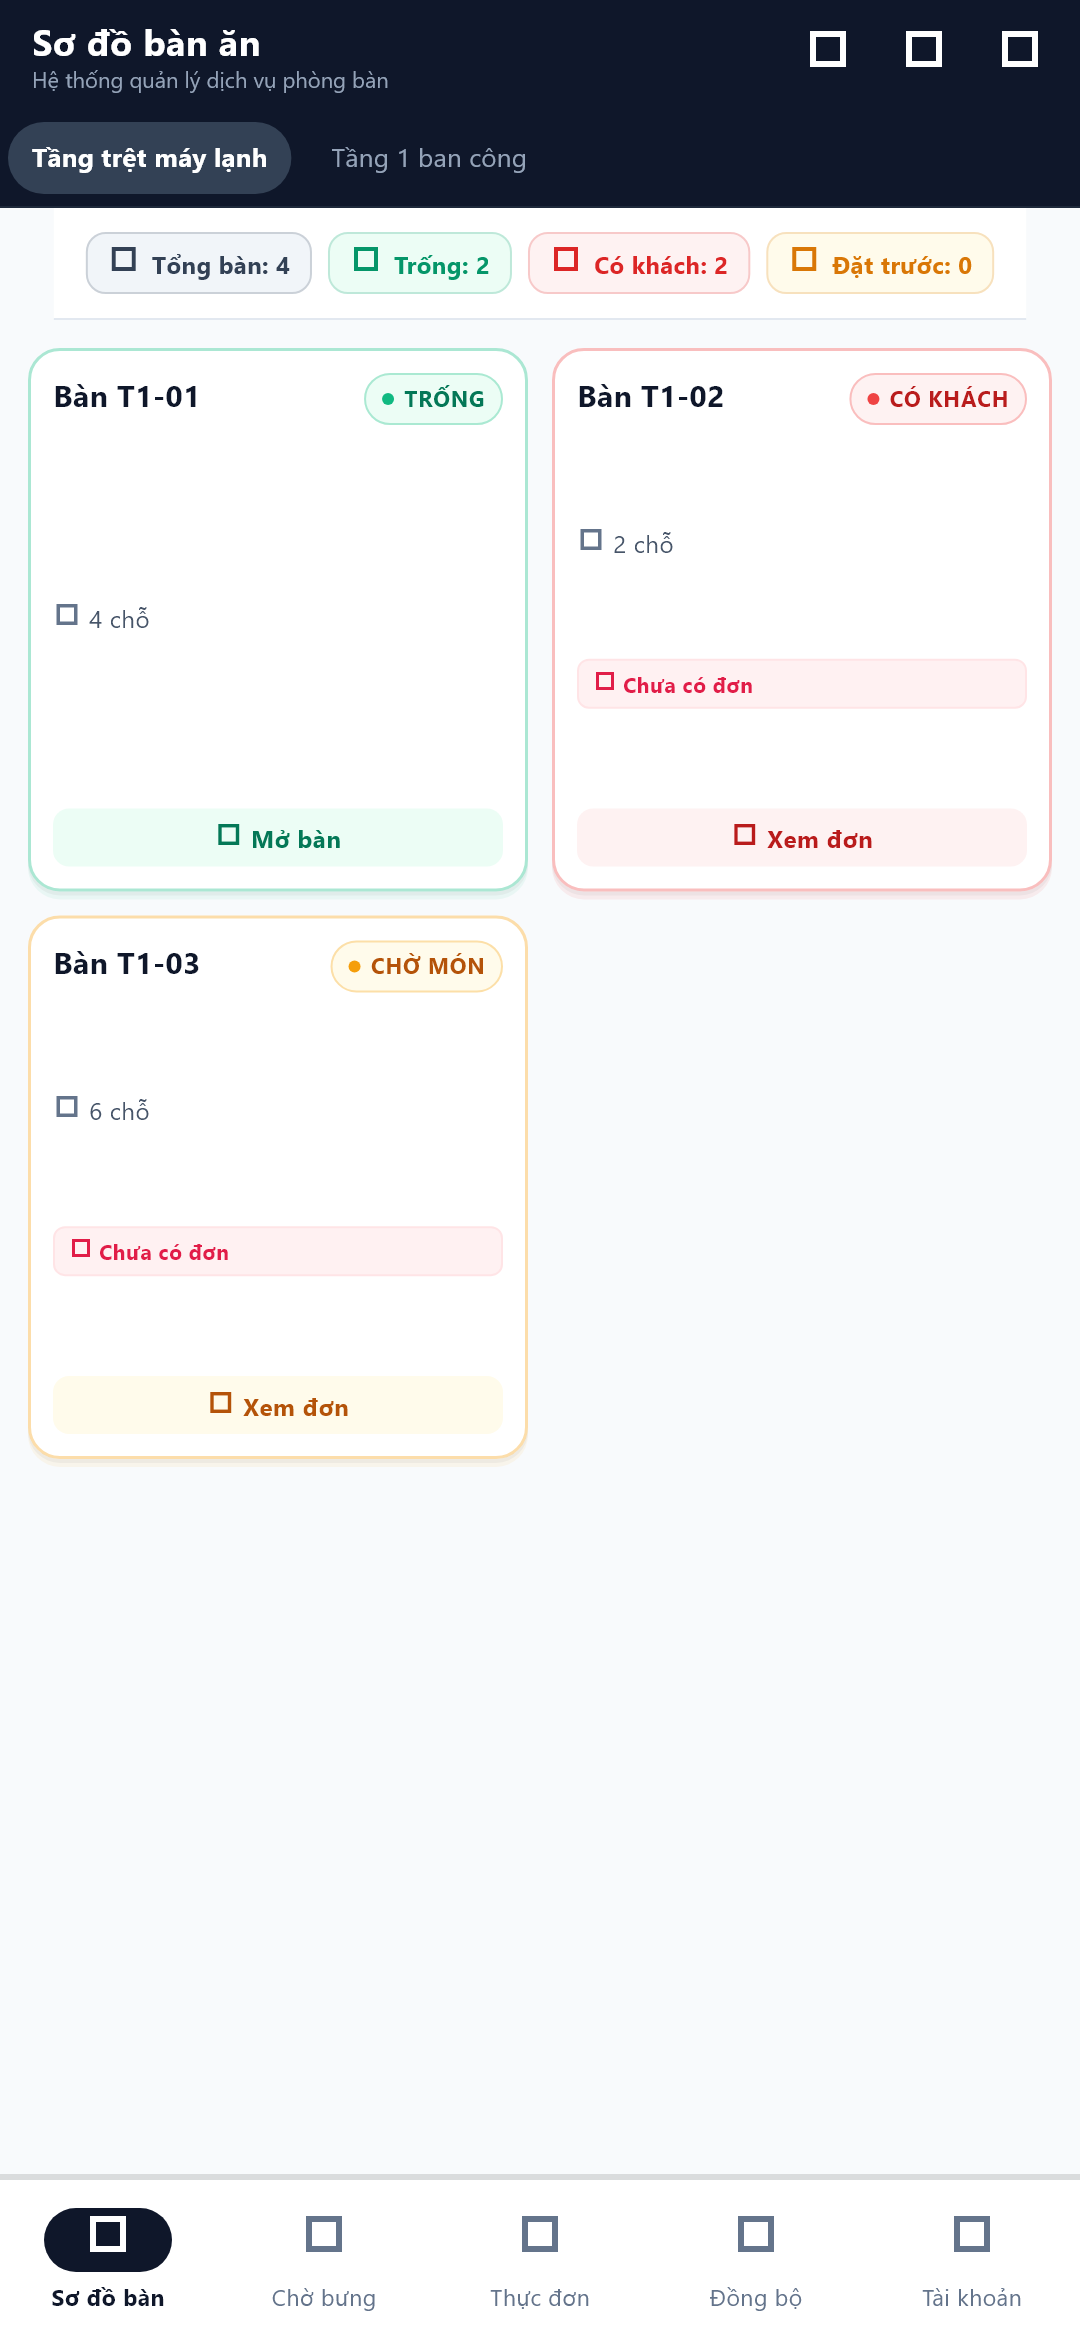 Sơ đồ bàn ăn
Hệ thống quản lý dịch vụ phòng bàn
Tầng trệt máy lạnh
Tầng 1 ban công
Tổng bàn: 4
Trống: 2
Có khách: 2
Đặt trước: 0
Bàn T1-01
TRỐNG
4 chỗ
Mở bàn
Bàn T1-02
CÓ KHÁCH
2 chỗ
Chưa có đơn
Xem đơn
Bàn T1-03
CHỜ MÓN
6 chỗ
Chưa có đơn
Xem đơn
Sơ đồ bàn
Chờ bưng
Thực đơn
Đồng bộ
Tài khoản